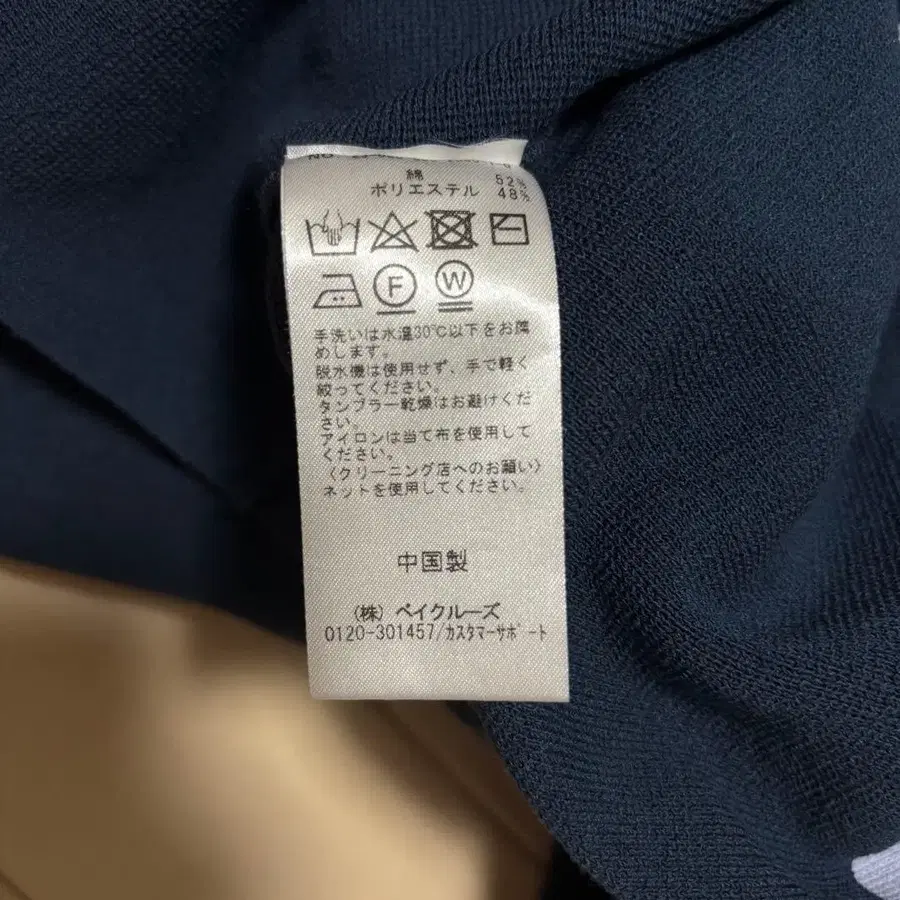 綿 52%
ポリエステル 48%
F W
手洗いは水温30℃以下をお薦
めします。
脱水機は使用せず、手で軽く
絞ってください。
タンブラー乾燥はお避けくだ
さい。
アイロンは当て布を使用して
ください。
〈クリーニング店へのお願い〉
ネットを使用してください。
中国製
(株) ベイクルーズ
0120-301457/ｶｽﾀﾏｰｻﾎﾟｰﾄ